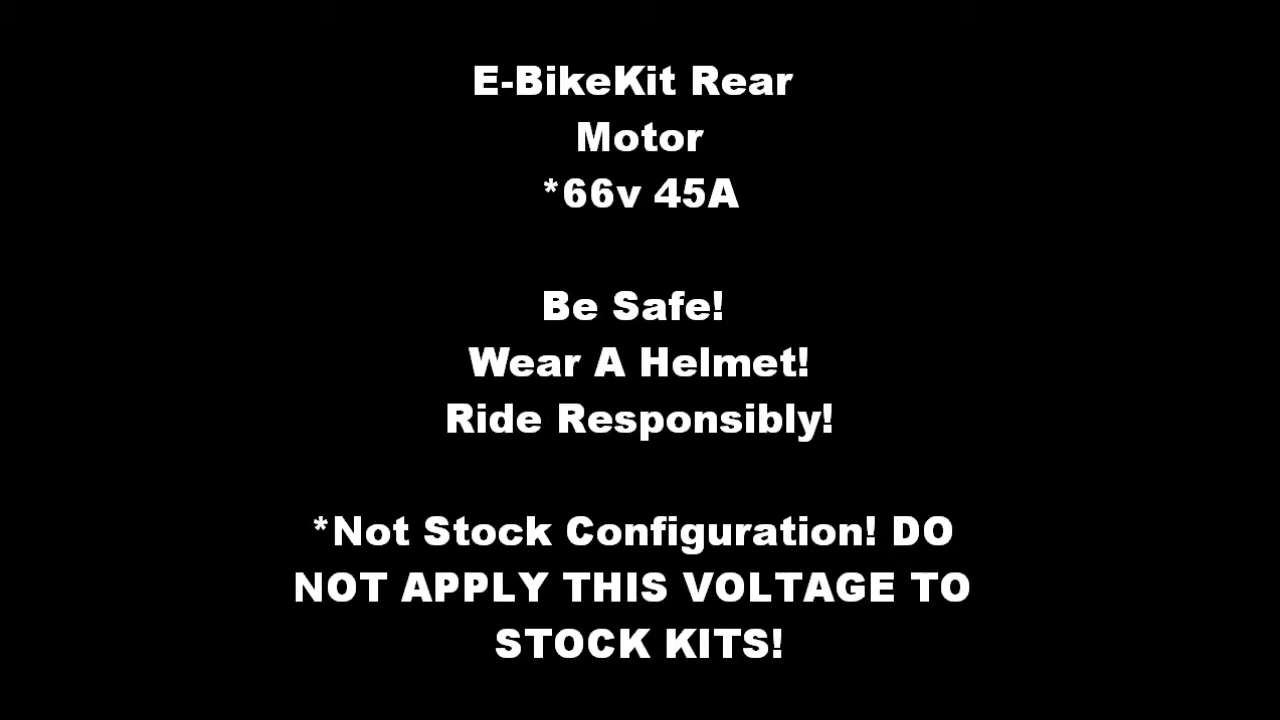 E-BikeKit Rear
Motor
*66v 45A
Be Safe!
Wear A Helmet!
Ride Responsibly!
*Not Stock Configuration! DO
NOT APPLY THIS VOLTAGE TO
STOCK KITS!